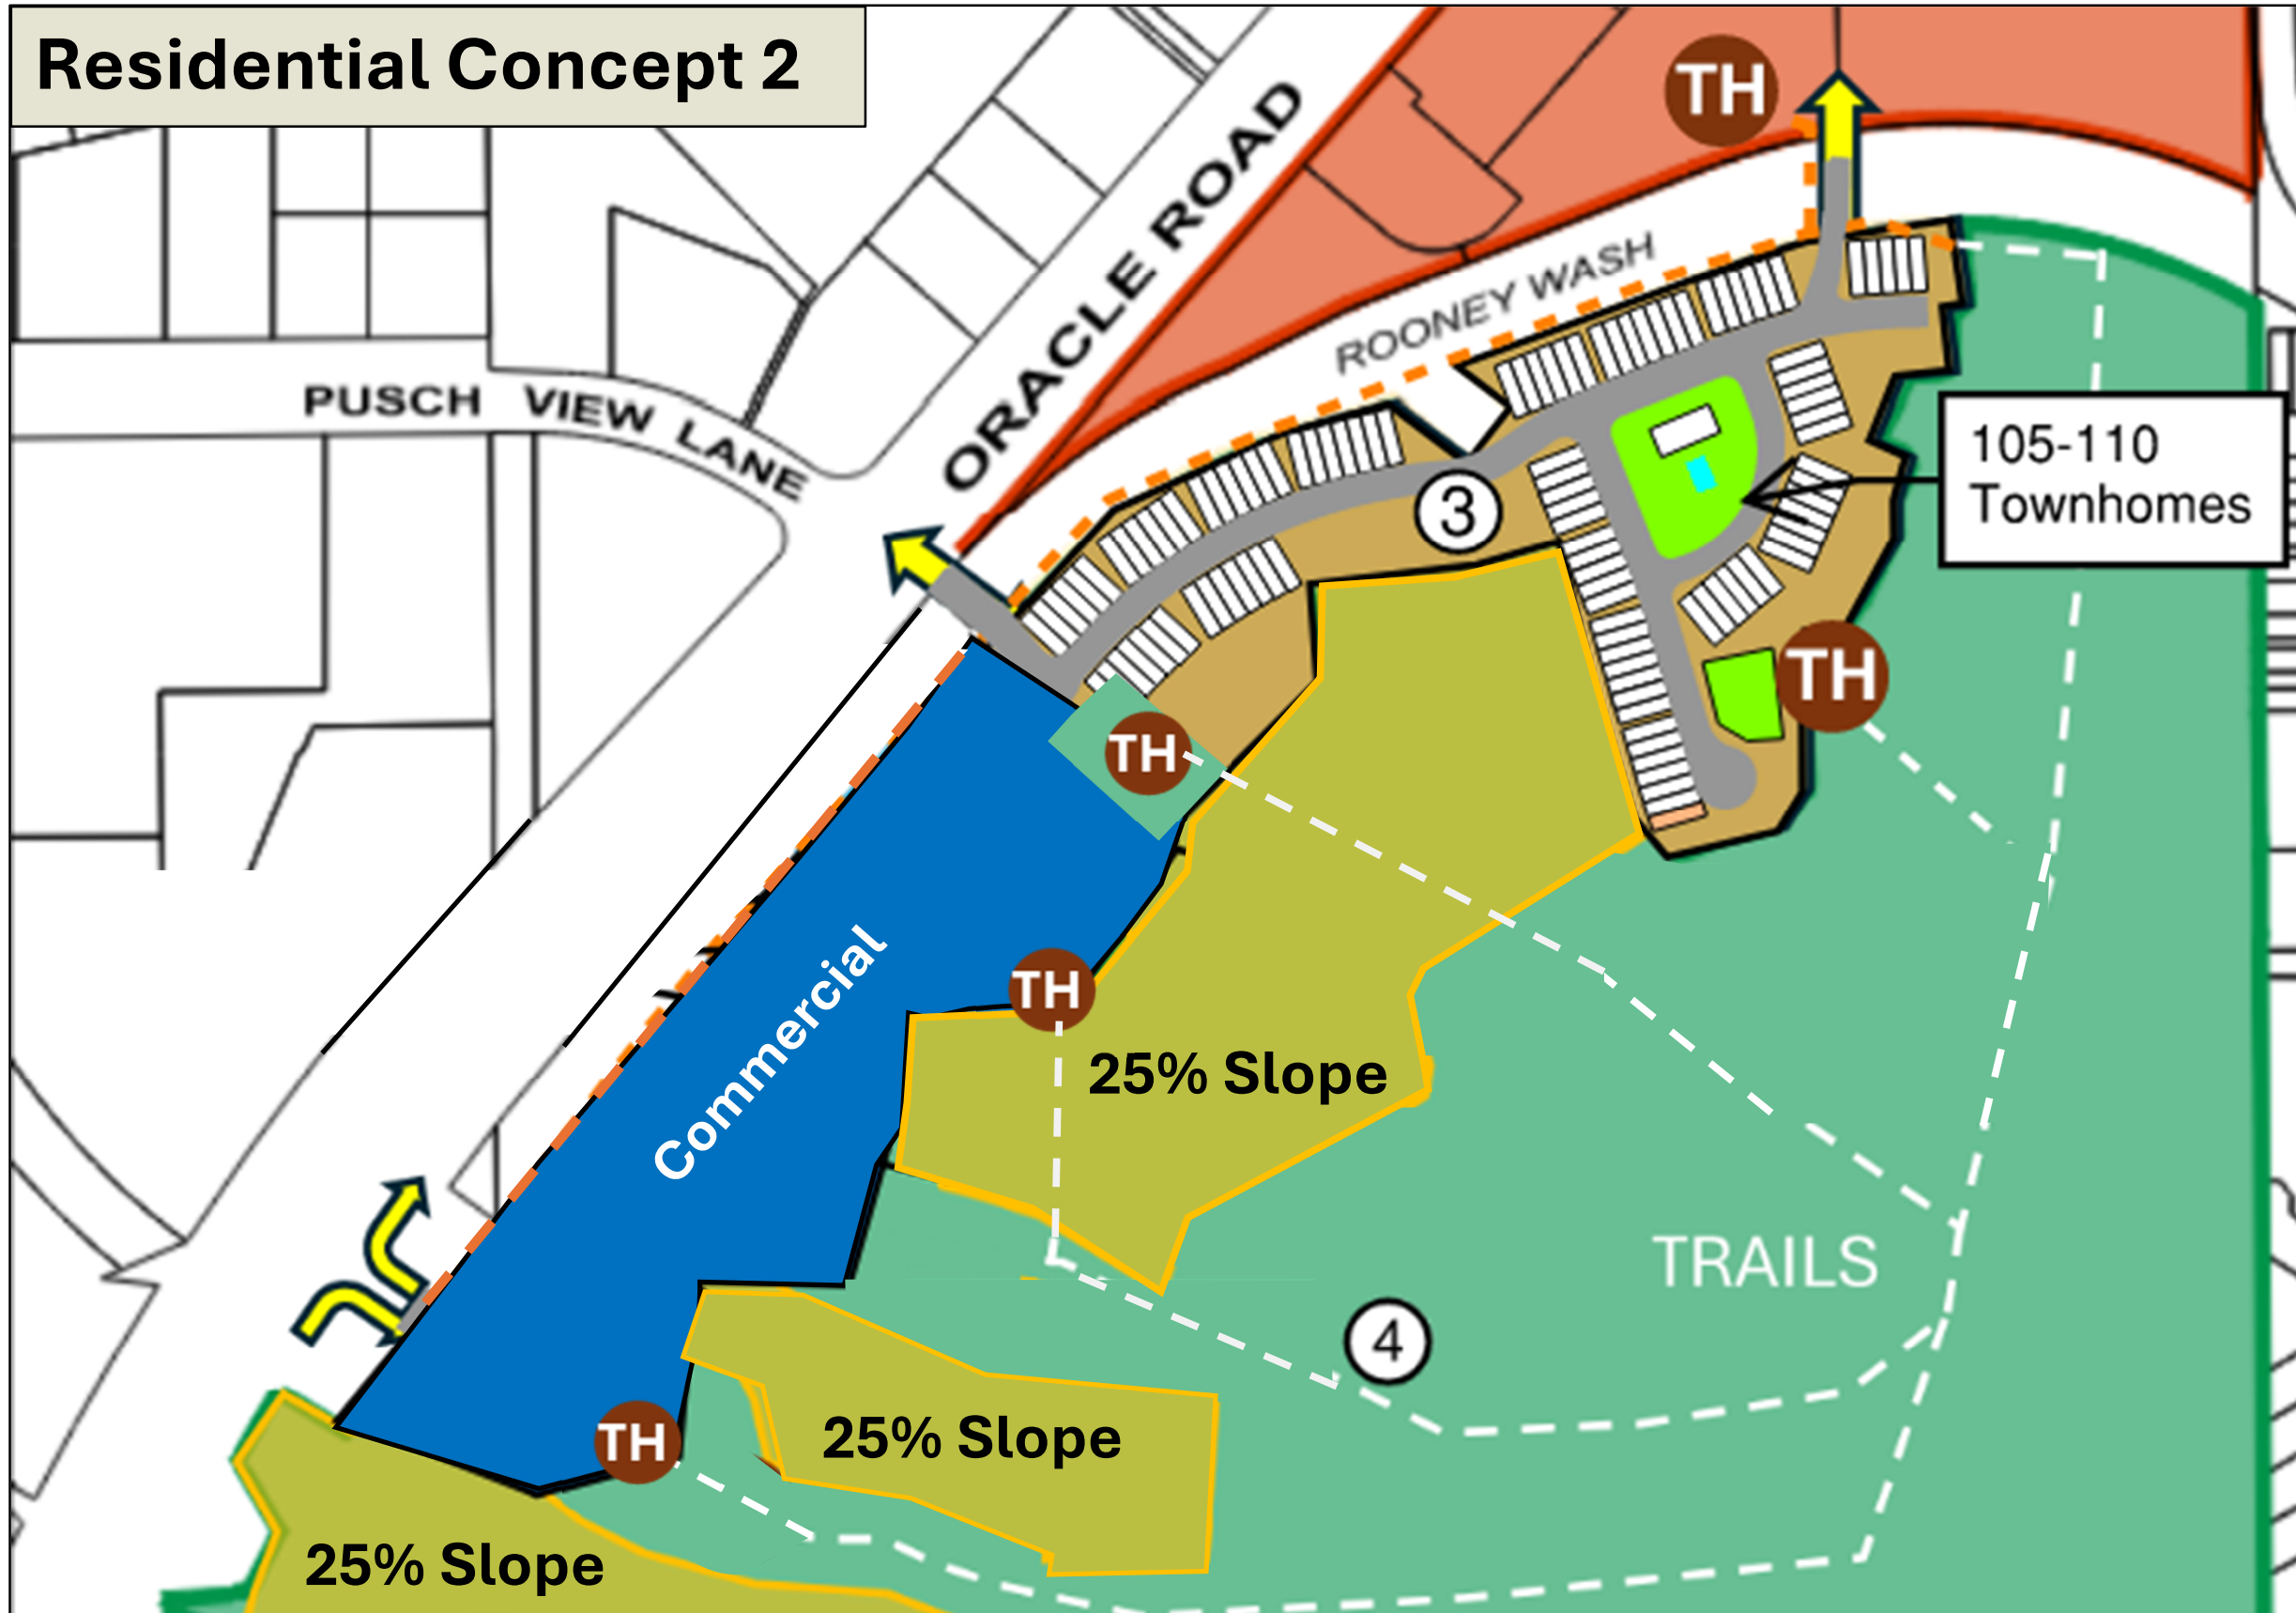 Residential Concept 2
TH
ORACLE ROAD
ROONEY WASH
PUSCH VIEW LANE
105-110
Townhomes
3
TH
TH
Commercial
TH
25% Slope
TRAILS
4
25% Slope
TH
25% Slope